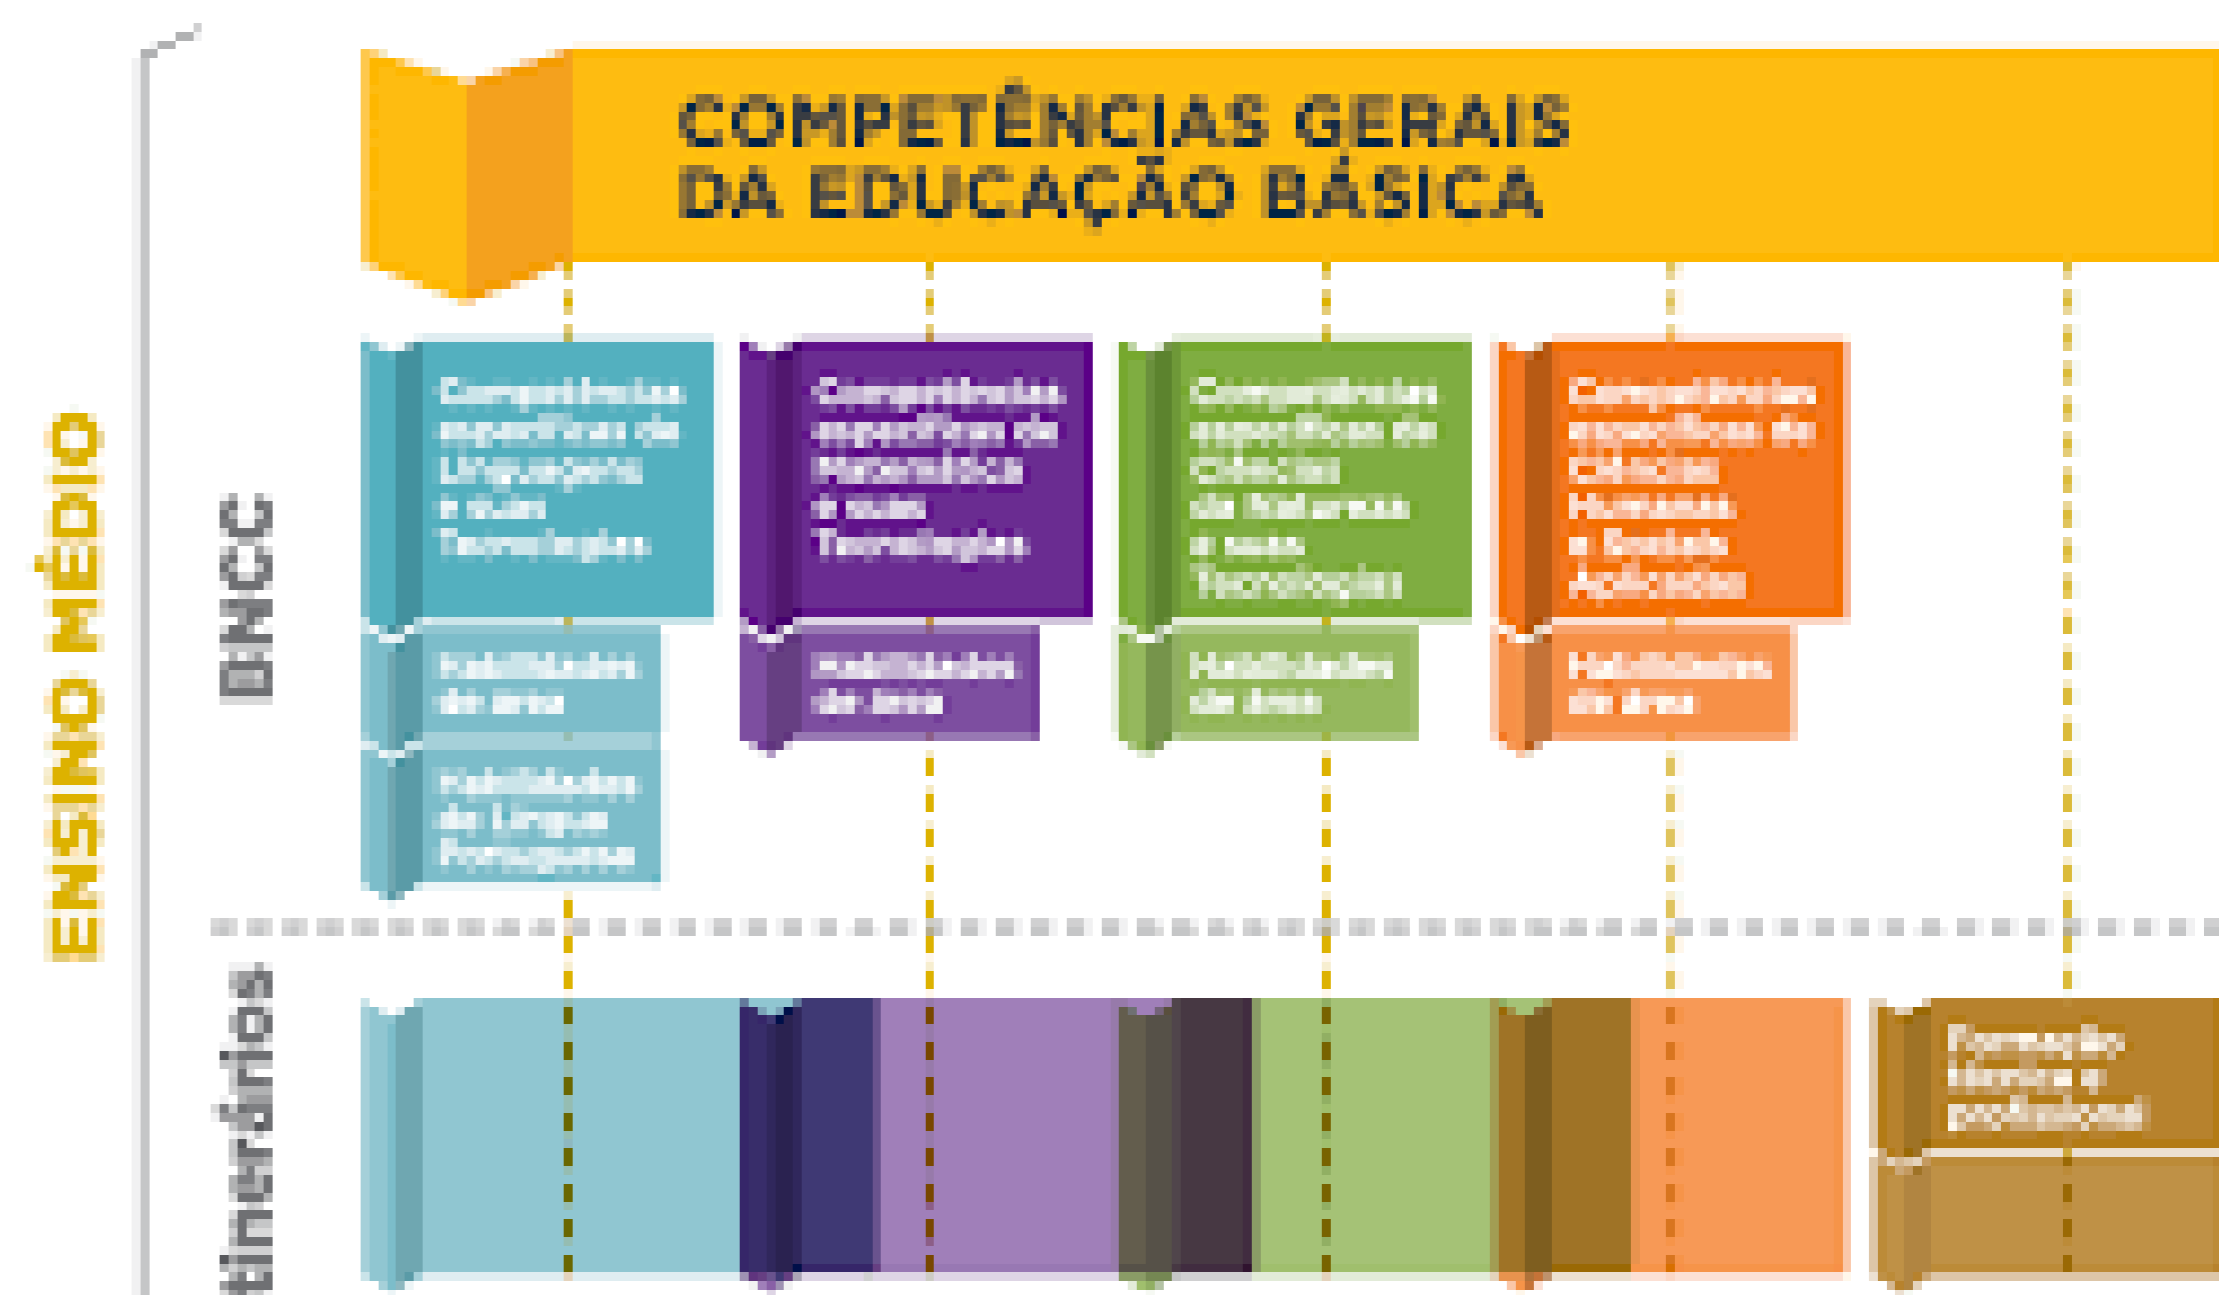 COMPETÊNCIAS GERAIS
DA EDUCAÇÃO BÁSICA
ENSINO MÉDIO
BNCC
Competências
específicas de
Linguagens
e suas
Tecnologias
Habilidades
de área
Habilidades
de Língua
Portuguesa
Competências
específicas de
Matemática
e suas
Tecnologias
Habilidades
de área
Competências
específicas de
Ciências
da Natureza
e suas
Tecnologias
Habilidades
de área
Competências
específicas de
Ciências
Humanas
e Sociais
Aplicadas
Habilidades
de área
tinerários
Formação
técnica e
profissional